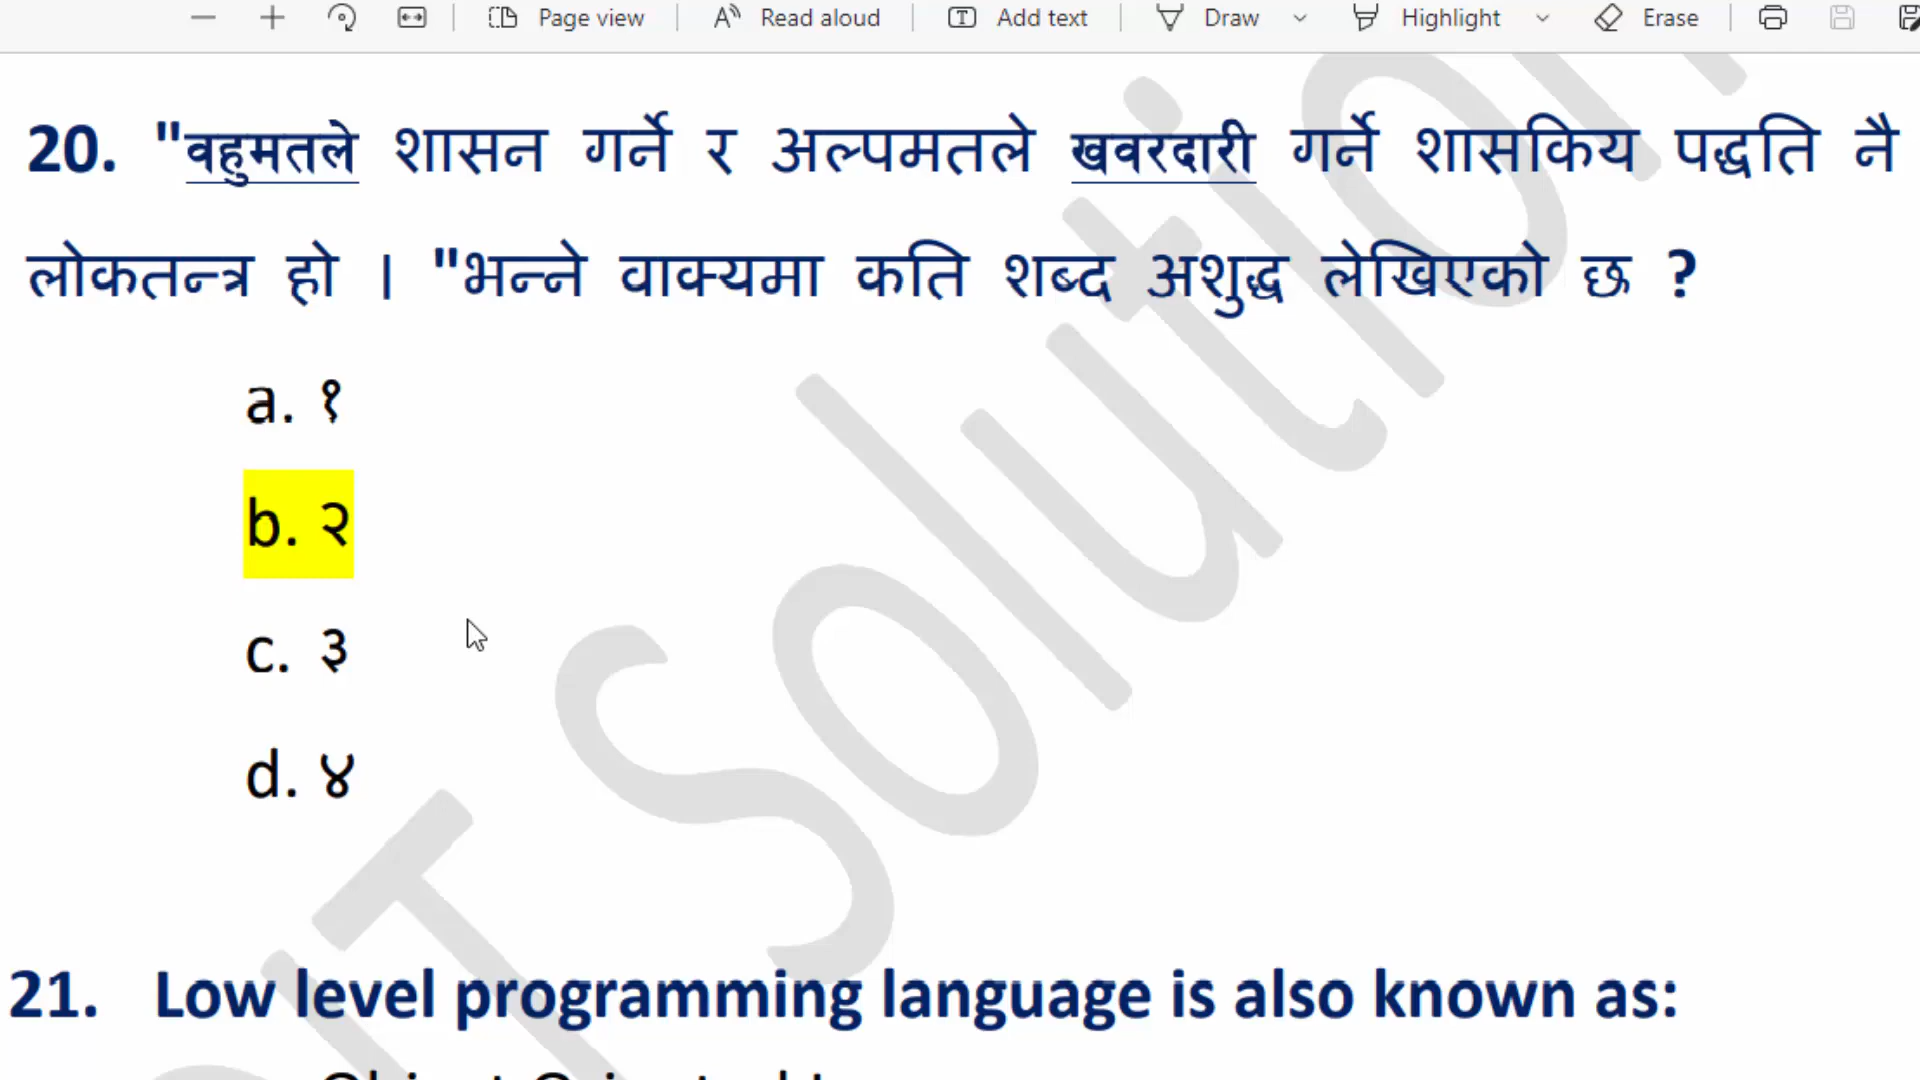 Page view Read aloud Add text Draw Highlight Erase
20. "वहुमतले शासन गर्ने र अल्पमतले खवरदारी गर्ने शासकिय पद्धति नै
लोकतन्त्र हो । "भन्ने वाक्यमा कति शब्द अशुद्ध लेखिएको छ ?
a. १
b. २
c. ३
d. ४
21. Low level programming language is also known as:
IT Solution